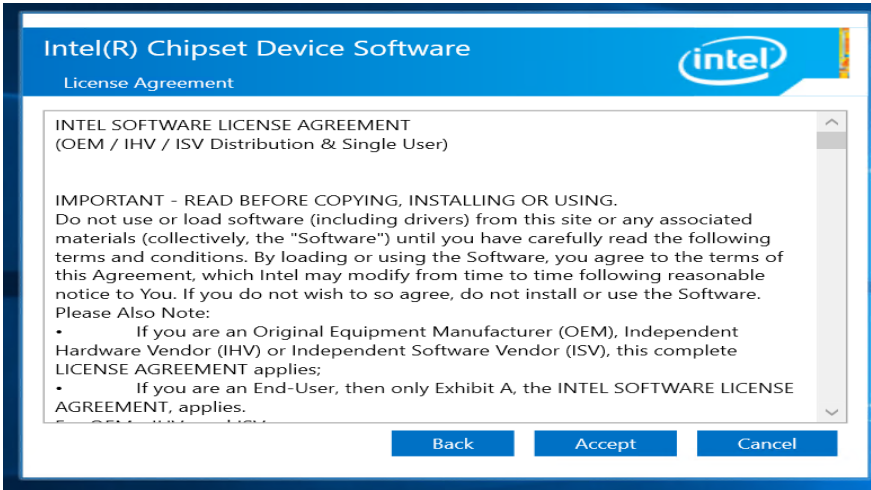 Intel(R) Chipset Device Software
intel
License Agreement
INTEL SOFTWARE LICENSE AGREEMENT
(OEM / IHV / ISV Distribution & Single User)
IMPORTANT - READ BEFORE COPYING, INSTALLING OR USING.
Do not use or load software (including drivers) from this site or any associated
materials (collectively, the "Software") until you have carefully read the following
terms and conditions. By loading or using the Software, you agree to the terms of
this Agreement, which Intel may modify from time to time following reasonable
notice to You. If you do not wish to so agree, do not install or use the Software.
Please Also Note:
• If you are an Original Equipment Manufacturer (OEM), Independent
Hardware Vendor (IHV) or Independent Software Vendor (ISV), this complete
LICENSE AGREEMENT applies;
• If you are an End-User, then only Exhibit A, the INTEL SOFTWARE LICENSE
AGREEMENT, applies.
Back Accept Cancel